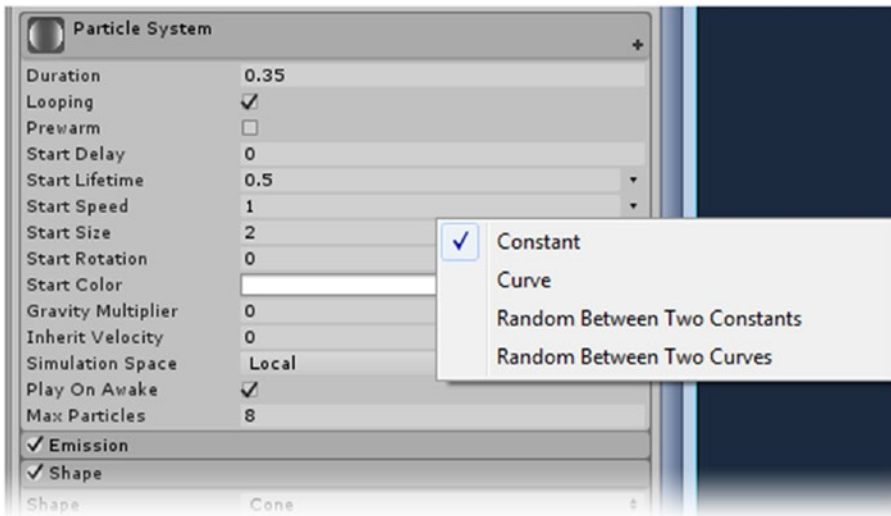 Particle System
Duration 0.35
Looping
Prewarm
Start Delay 0
Start Lifetime 0.5
Start Speed 1
Start Size 2
Start Rotation 0
Start Color
Gravity Multiplier 0
Inherit Velocity 0
Simulation Space Local
Play On Awake
Max Particles 8
Emission
Shape
Shape Cone
Constant
Curve
Random Between Two Constants
Random Between Two Curves